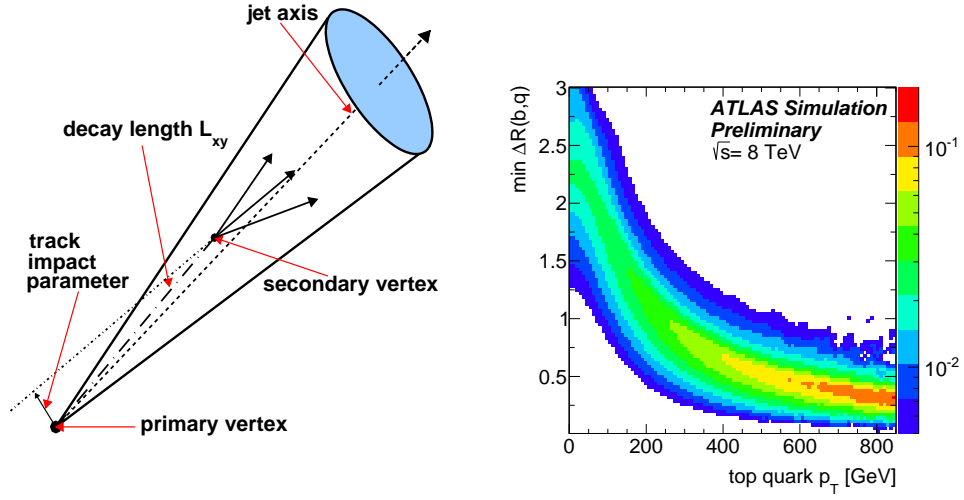 jet axis
decay length L_xy
track
impact
parameter
secondary vertex
primary vertex
min ΔR(b,q)
3
2.5
2
1.5
1
0.5
0 200 400 600 800
top quark p_T [GeV]
ATLAS Simulation
Preliminary
√s= 8 TeV
10^-1
10^-2